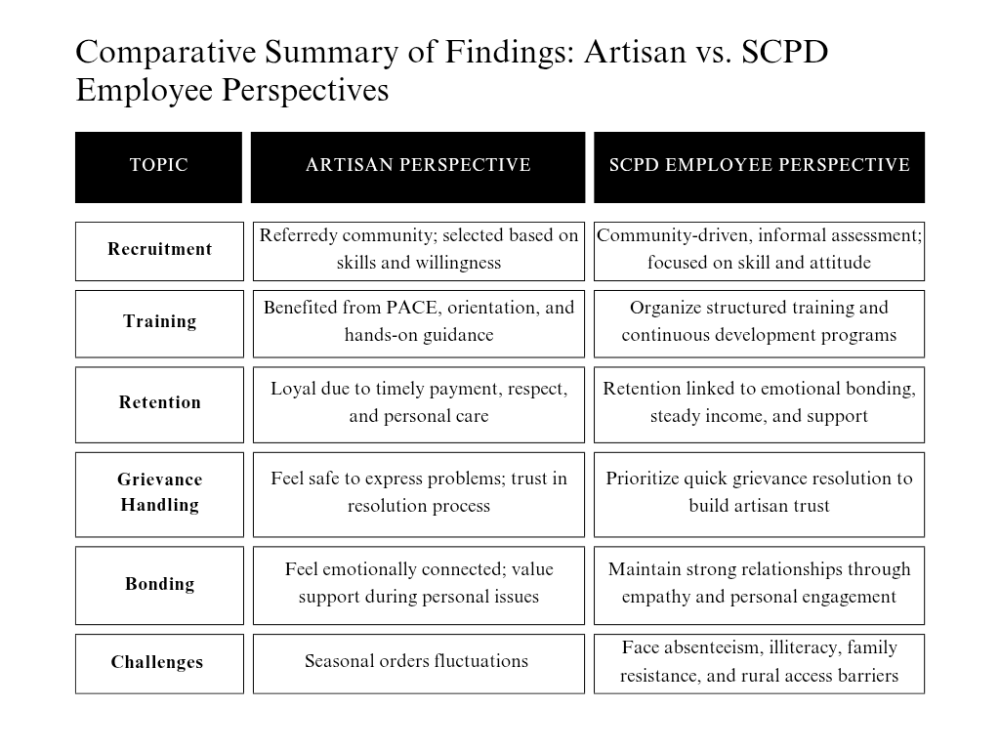 Comparative Summary of Findings: Artisan vs. SCPD
Employee Perspectives
TOPIC
ARTISAN PERSPECTIVE
SCPD EMPLOYEE PERSPECTIVE
Recruitment
Referredy community; selected based on
skills and willingness
Community-driven, informal assessment;
focused on skill and attitude
Training
Benefited from PACE, orientation, and
hands-on guidance
Organize structured training and
continuous development programs
Retention
Loyal due to timely payment, respect,
and personal care
Retention linked to emotional bonding,
steady income, and support
Grievance
Handling
Feel safe to express problems; trust in
resolution process
Prioritize quick grievance resolution to
build artisan trust
Bonding
Feel emotionally connected; value
support during personal issues
Maintain strong relationships through
empathy and personal engagement
Challenges
Seasonal orders fluctuations
Face absenteeism, illiteracy, family
resistance, and rural access barriers